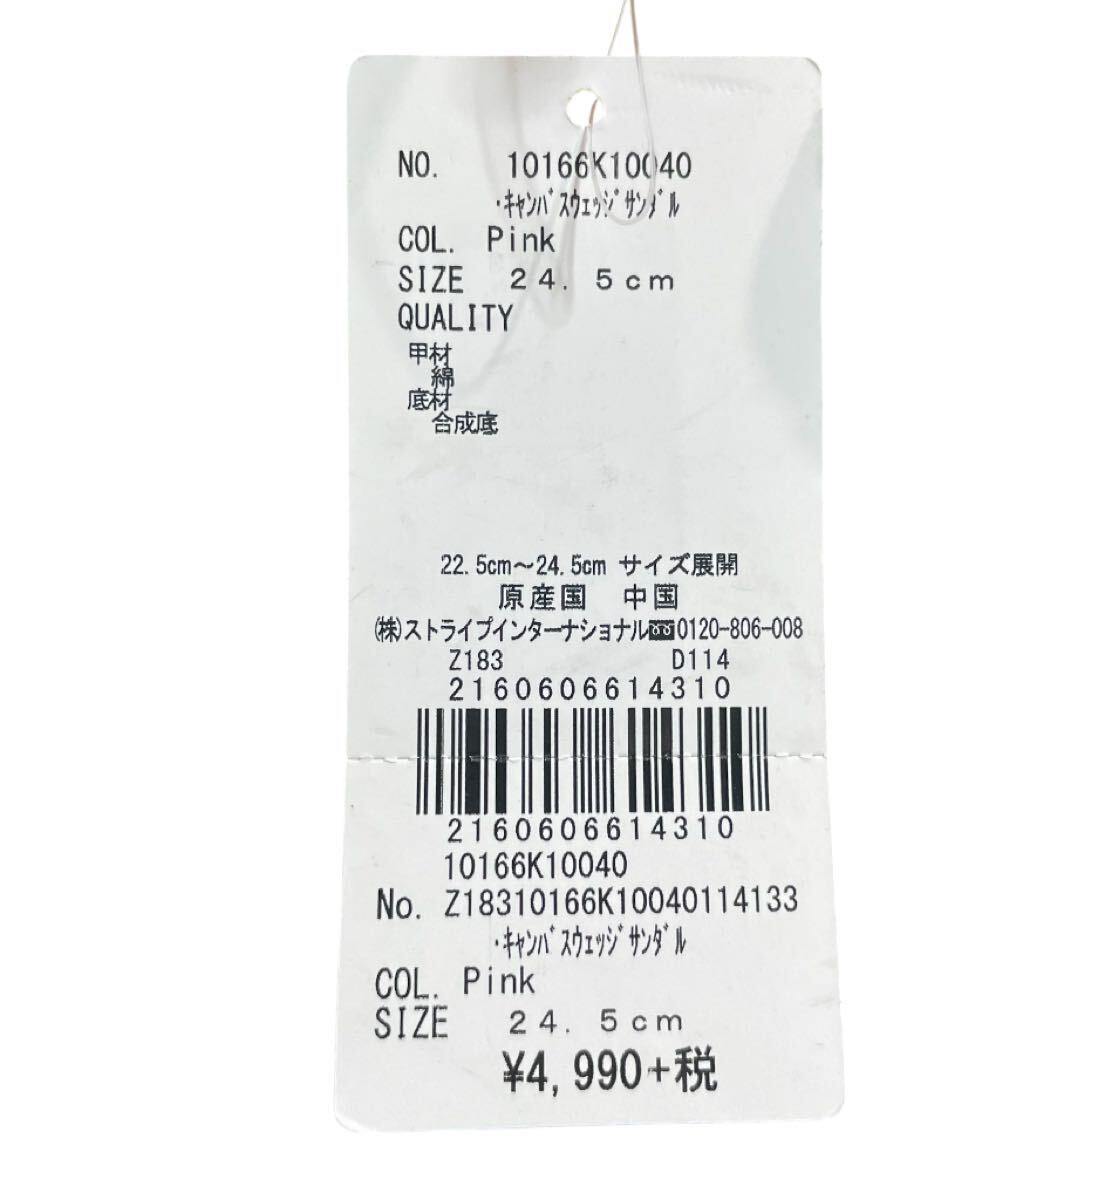 NO. 10166K10040
･ｷｬﾝﾊﾞｽｳｪｯｼﾞｻﾝﾀﾞﾙ
COL. Pink
SIZE ２４．５ｃｍ
QUALITY
甲材
綿
底材
合成底
22.5cm～24.5cm サイズ展開
原産国 中国
(株)ストライプインターナショナル 0120-806-008
Z183 D114
2160606614310
2160606614310
10166K10040
No. Z18310166K10040114133
･ｷｬﾝﾊﾞｽｳｪｯｼﾞｻﾝﾀﾞﾙ
COL. Pink
SIZE ２４．５ｃｍ
¥4,990+税